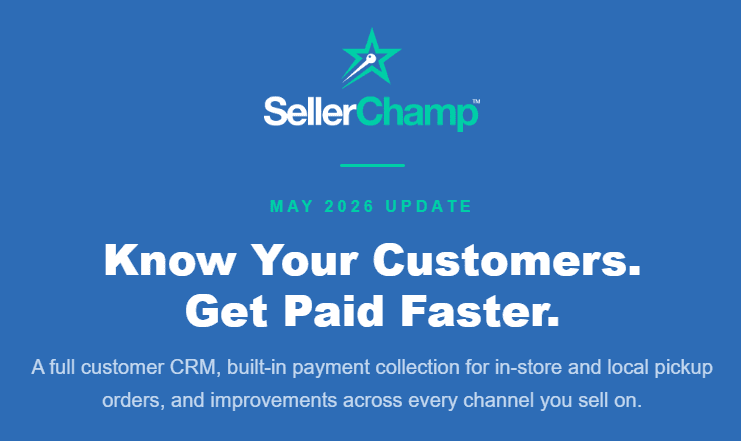 SellerChamp™
MAY 2026 UPDATE
Know Your Customers.
Get Paid Faster.
A full customer CRM, built-in payment collection for in-store and local pickup
orders, and improvements across every channel you sell on.